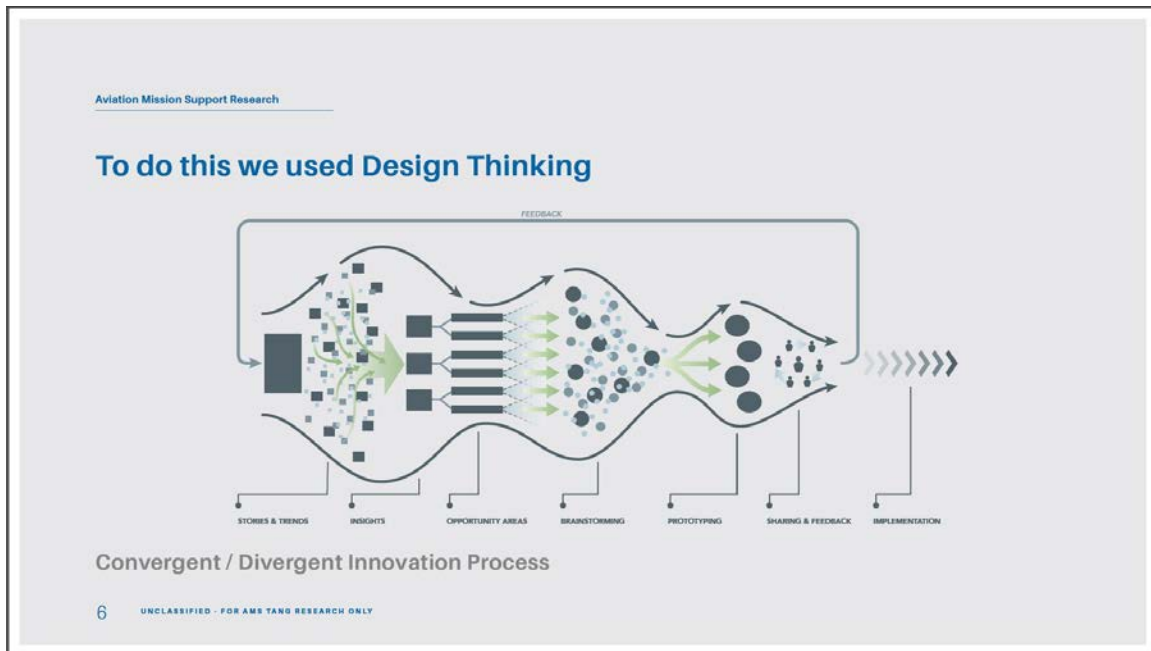 Aviation Mission Support Research
To do this we used Design Thinking
FEEDBACK
STORIES & TRENDS
INSIGHTS
OPPORTUNITY AREAS
BRAINSTORMING
PROTOTYPING
SHARING & FEEDBACK
IMPLEMENTATION
Convergent / Divergent Innovation Process
6
UNCLASSIFIED - FOR AMS TANG RESEARCH ONLY